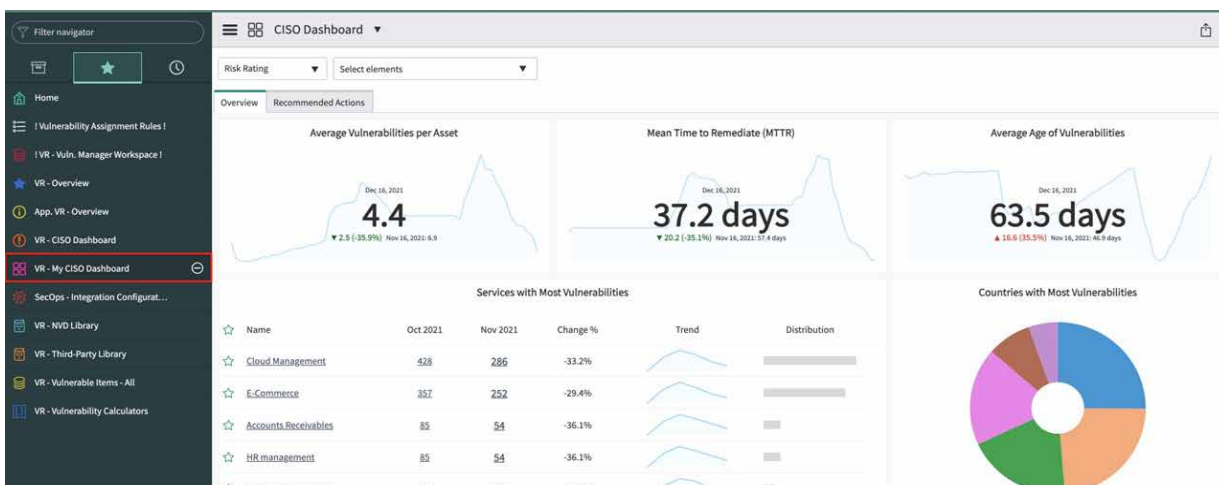 Filter navigator
CISO Dashboard ▼
Home
! Vulnerability Assignment Rules !
! VR - Vuln. Manager Workspace !
VR - Overview
App. VR - Overview
VR - CISO Dashboard
VR - My CISO Dashboard
SecOps - Integration Configurat...
VR - NVD Library
VR - Third-Party Library
VR - Vulnerable Items - All
VR - Vulnerability Calculators
Risk Rating ▼ Select elements ▼
Overview Recommended Actions
Average Vulnerabilities per Asset
Dec 16, 2021
4.4
▼ 2.5 (-35.9%) Nov 16, 2021: 6.9
Mean Time to Remediate (MTTR)
Dec 16, 2021
37.2 days
▼ 20.2 (-35.1%) Nov 16, 2021: 57.4 days
Average Age of Vulnerabilities
Dec 16, 2021
63.5 days
▲ 16.6 (35.5%) Nov 16, 2021: 46.9 days
Services with Most Vulnerabilities
Name Oct 2021 Nov 2021 Change % Trend Distribution
Cloud Management 428 286 -33.2%
E-Commerce 357 252 -29.4%
Accounts Receivables 85 54 -36.1%
HR management 85 54 -36.1%
Countries with Most Vulnerabilities